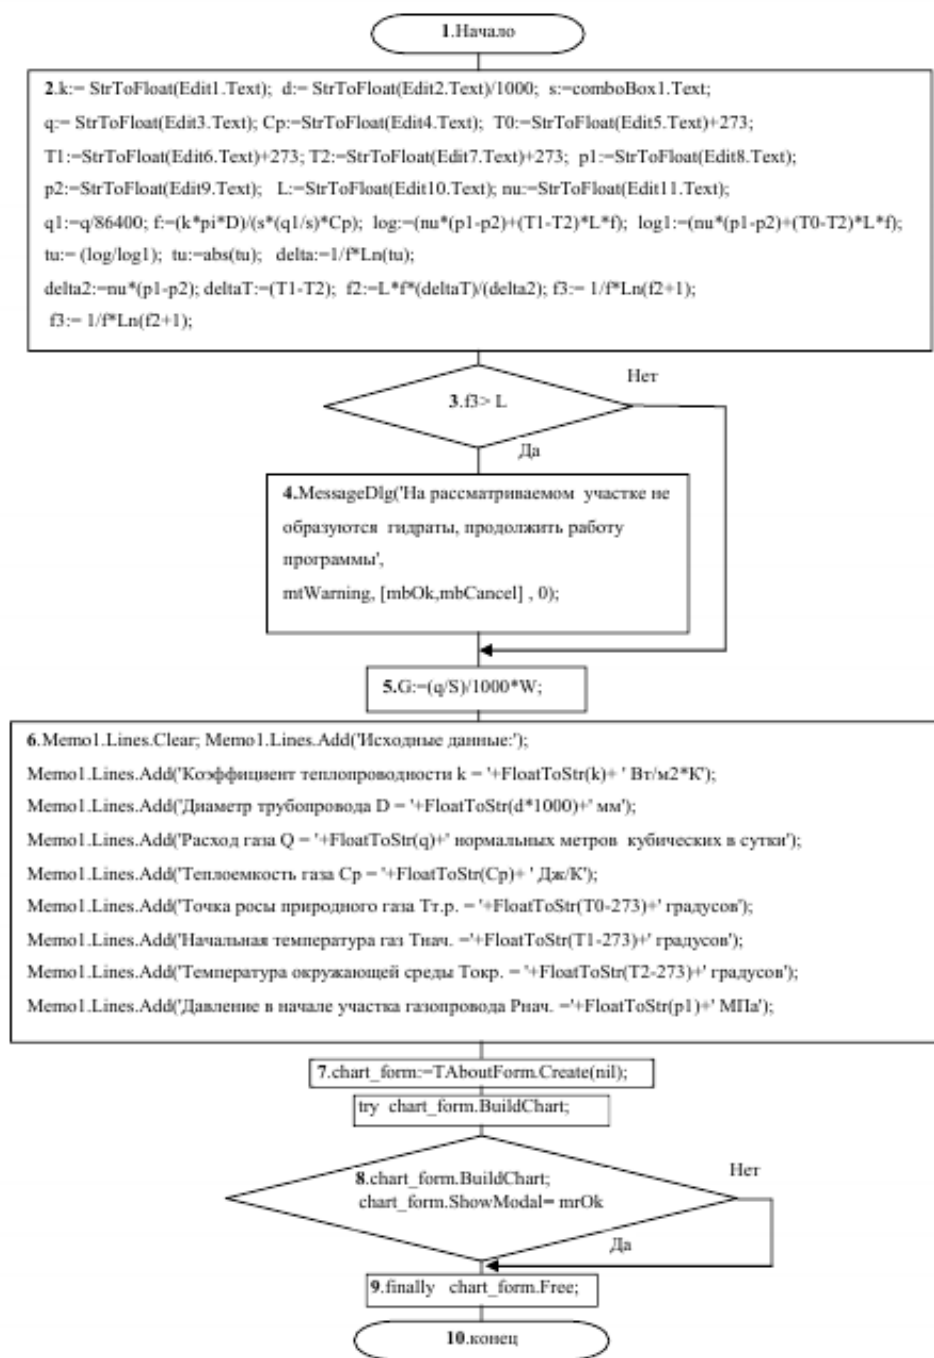 1.Начало
2.k:= StrToFloat(Edit1.Text); d:= StrToFloat(Edit2.Text)/1000; s:=comboBox1.Text;
q:= StrToFloat(Edit3.Text); Cp:=StrToFloat(Edit4.Text); T0:=StrToFloat(Edit5.Text)+273;
T1:=StrToFloat(Edit6.Text)+273; T2:=StrToFloat(Edit7.Text)+273; p1:=StrToFloat(Edit8.Text);
p2:=StrToFloat(Edit9.Text); L:=StrToFloat(Edit10.Text); nu:=StrToFloat(Edit11.Text);
q1:=q/86400; f:=(k*pi*D)/(s*(q1/s)*Cp); log:=(nu*(p1-p2)+(T1-T2)*L*f); log1:=(nu*(p1-p2)+(T0-T2)*L*f);
tu:= (log/log1); tu:=abs(tu); delta:=1/f*Ln(tu);
delta2:=nu*(p1-p2); deltaT:=(T1-T2); f2:=L*f*(deltaT)/(delta2); f3:= 1/f*Ln(f2+1);
f3:= 1/f*Ln(f2+1);
Нет
3.f3> L
Да
4.MessageDlg('На рассматриваемом участке не
образуются гидраты, продолжить работу
программы',
mtWarning, [mbOk,mbCancel] , 0);
5.G:=(q/S)/1000*W;
6.Memo1.Lines.Clear; Memo1.Lines.Add('Исходные данные:');
Memo1.Lines.Add('Коэффициент теплопроводности k = '+FloatToStr(k)+ ' Вт/м2*К');
Memo1.Lines.Add('Диаметр трубопровода D = '+FloatToStr(d*1000)+' мм');
Memo1.Lines.Add('Расход газа Q = '+FloatToStr(q)+' нормальных метров кубических в сутки');
Memo1.Lines.Add('Теплоемкость газа Cp = '+FloatToStr(Cp)+ ' Дж/К');
Memo1.Lines.Add('Точка росы природного газа Тт.р. = '+FloatToStr(T0-273)+' градусов');
Memo1.Lines.Add('Начальная температура газ Тнач. ='+FloatToStr(T1-273)+' градусов');
Memo1.Lines.Add('Температура окружающей среды Токр. = '+FloatToStr(T2-273)+' градусов');
Memo1.Lines.Add('Давление в начале участка газопровода Рнач. ='+FloatToStr(p1)+' МПа');
7.chart_form:=TAboutForm.Create(nil);
try chart_form.BuildChart;
Нет
8.chart_form.BuildChart;
chart_form.ShowModal= mrOk
Да
9.finally chart_form.Free;
10.конец